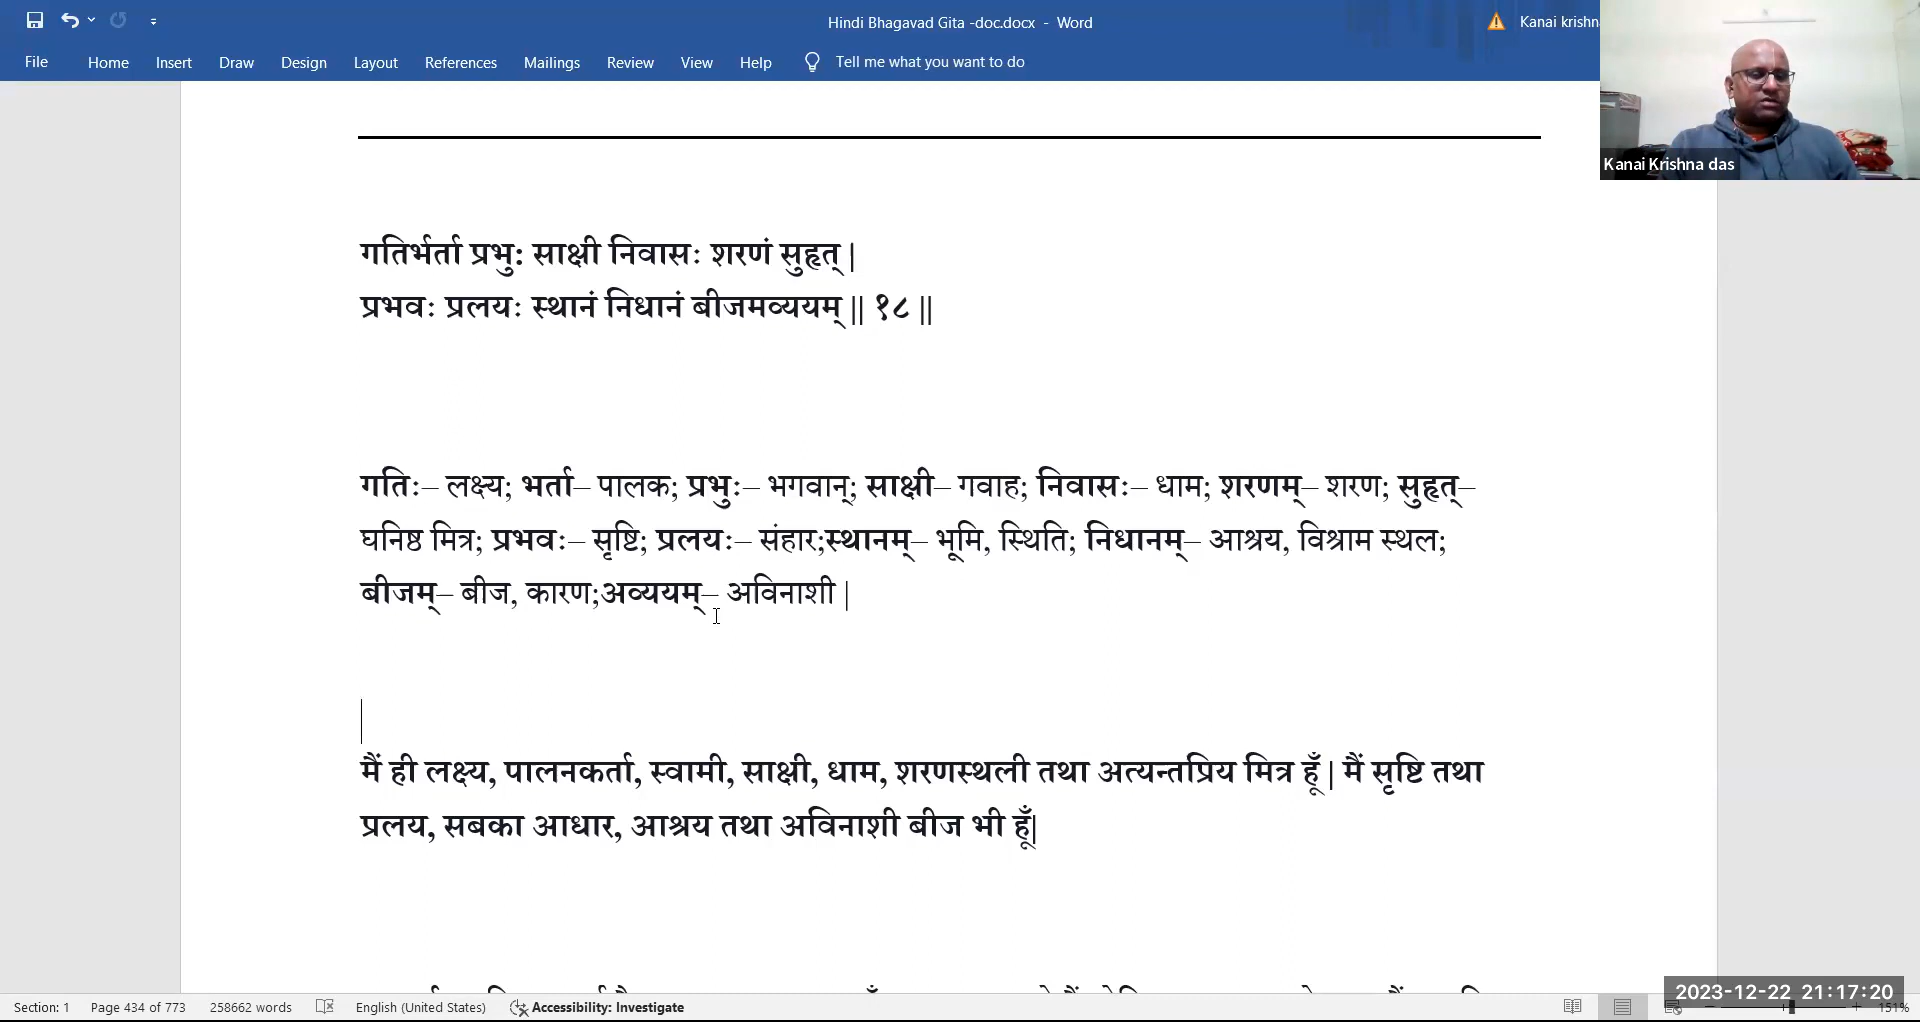 Hindi Bhagavad Gita -doc.docx - Word
Kanai krishn
File Home Insert Draw Design Layout References Mailings Review View Help Tell me what you want to do
Kanai Krishna das
गतिर्भर्ता प्रभु: साक्षी निवासः शरणं सुहृत् |
प्रभवः प्रलयः स्थानं निधानं बीजमव्ययम् || १८ ||
गतिः– लक्ष्य; भर्ता– पालक; प्रभुः– भगवान्; साक्षी– गवाह; निवासः– धाम; शरणम्– शरण; सुहृत्–
घनिष्ठ मित्र; प्रभवः– सृष्टि; प्रलयः– संहार;स्थानम्– भूमि, स्थिति; निधानम्– आश्रय, विश्राम स्थल;
बीजम्– बीज, कारण;अव्ययम्– अविनाशी |
मैं ही लक्ष्य, पालनकर्ता, स्वामी, साक्षी, धाम, शरणस्थली तथा अत्यन्तप्रिय मित्र हूँ | मैं सृष्टि तथा
प्रलय, सबका आधार, आश्रय तथा अविनाशी बीज भी हूँ|
2023-12-22 21:17:20
Section: 1 Page 434 of 773 258662 words English (United States) Accessibility: Investigate 151%